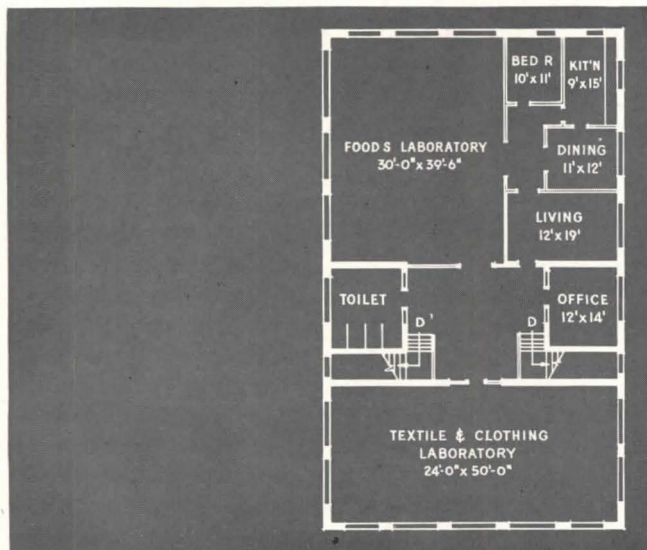 BED R
10' x 11'
KIT'N
9' x 15'
FOODS LABORATORY
30'-0" x 39'-6"
DINING
11' x 12'
LIVING
12' x 19'
TOILET
OFFICE
12' x 14'
D
D
TEXTILE & CLOTHING
LABORATORY
24'-0" x 50'-0"